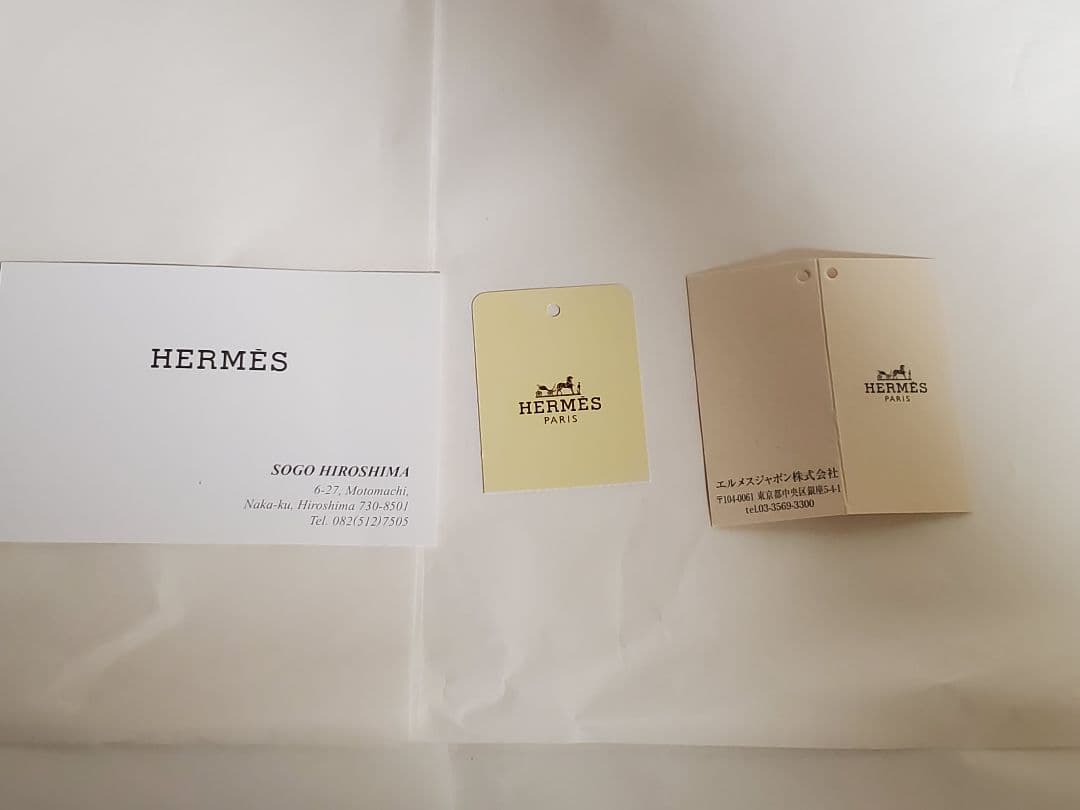 HERMÈS
SOGO HIROSHIMA
6-27, Motomachi,
Naka-ku, Hiroshima 730-8501
Tel. 082(512)7505
HERMÈS
PARIS
エルメスジャポン株式会社
〒104-0061 東京都中央区銀座5-4-1
tel.03-3569-3300
HERMÈS
PARIS